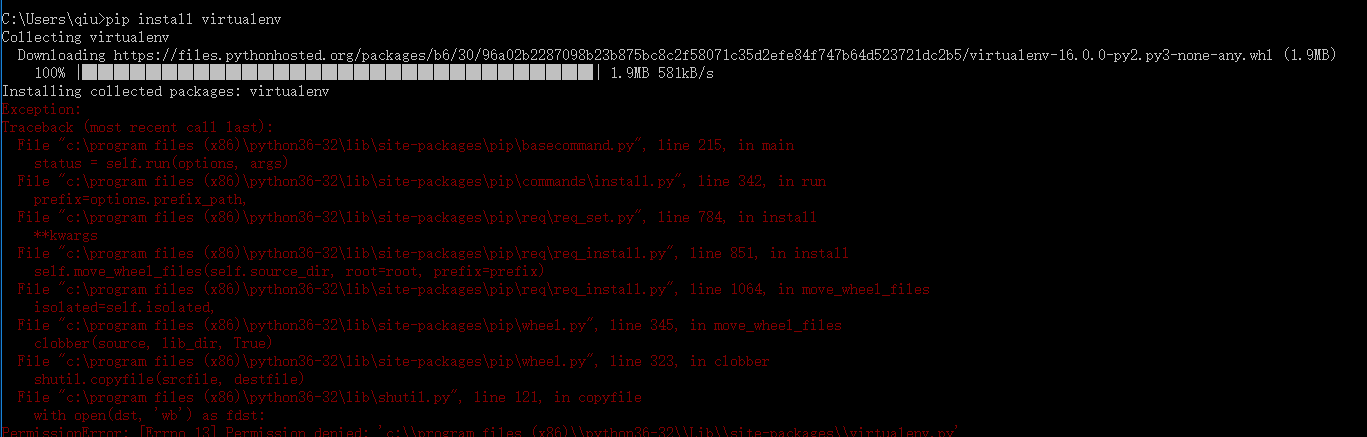 C:\Users\qiu>pip install virtualenv
Collecting virtualenv
  Downloading https://files.pythonhosted.org/packages/b6/30/96a02b2287098b23b875bc8c2f58071c35d2efe84f747b64d523721dc2b5/virtualenv-16.0.0-py2.py3-none-any.whl (1.9MB)
    100% |████████████████████████████████| 1.9MB 581kB/s
Installing collected packages: virtualenv
Exception:
Traceback (most recent call last):
  File "c:\program files (x86)\python36-32\lib\site-packages\pip\basecommand.py", line 215, in main
    status = self.run(options, args)
  File "c:\program files (x86)\python36-32\lib\site-packages\pip\commands\install.py", line 342, in run
    prefix=options.prefix_path,
  File "c:\program files (x86)\python36-32\lib\site-packages\pip\req\req_set.py", line 784, in install
    **kwargs
  File "c:\program files (x86)\python36-32\lib\site-packages\pip\req\req_install.py", line 851, in install
    self.move_wheel_files(self.source_dir, root=root, prefix=prefix)
  File "c:\program files (x86)\python36-32\lib\site-packages\pip\req\req_install.py", line 1064, in move_wheel_files
    isolated=self.isolated,
  File "c:\program files (x86)\python36-32\lib\site-packages\pip\wheel.py", line 345, in move_wheel_files
    clobber(source, lib_dir, True)
  File "c:\program files (x86)\python36-32\lib\site-packages\pip\wheel.py", line 323, in clobber
    shutil.copyfile(srcfile, destfile)
  File "c:\program files (x86)\python36-32\lib\shutil.py", line 121, in copyfile
    with open(dst, 'wb') as fdst:
PermissionError: [Errno 13] Permission denied: 'c:\\program files (x86)\\python36-32\\Lib\\site-packages\\virtualenv.py'